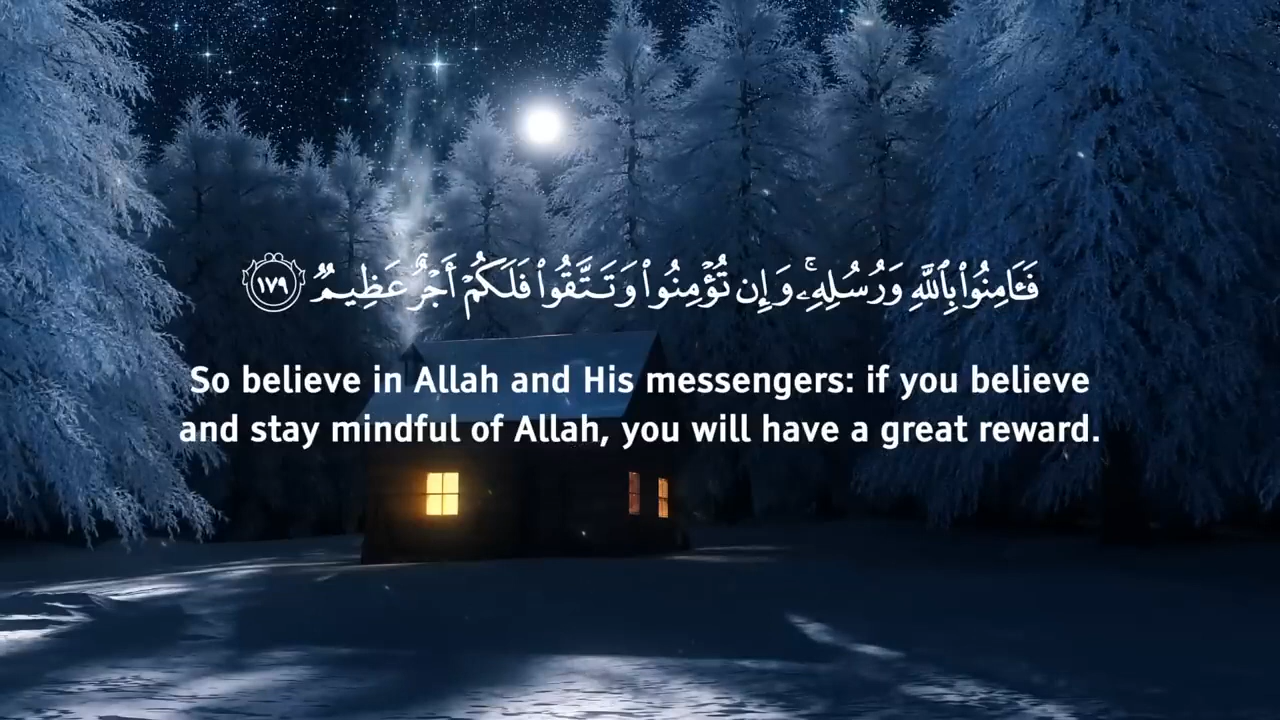 فَـَٔامِنُوا۟ بِٱللَّهِ وَرُسُلِهِۦ ۚ وَإِن تُؤْمِنُوا۟ وَتَتَّقُوا۟ فَلَكُمْ أَجْرٌ عَظِيمٌ ١٧٩
So believe in Allah and His messengers: if you believe
and stay mindful of Allah, you will have a great reward.